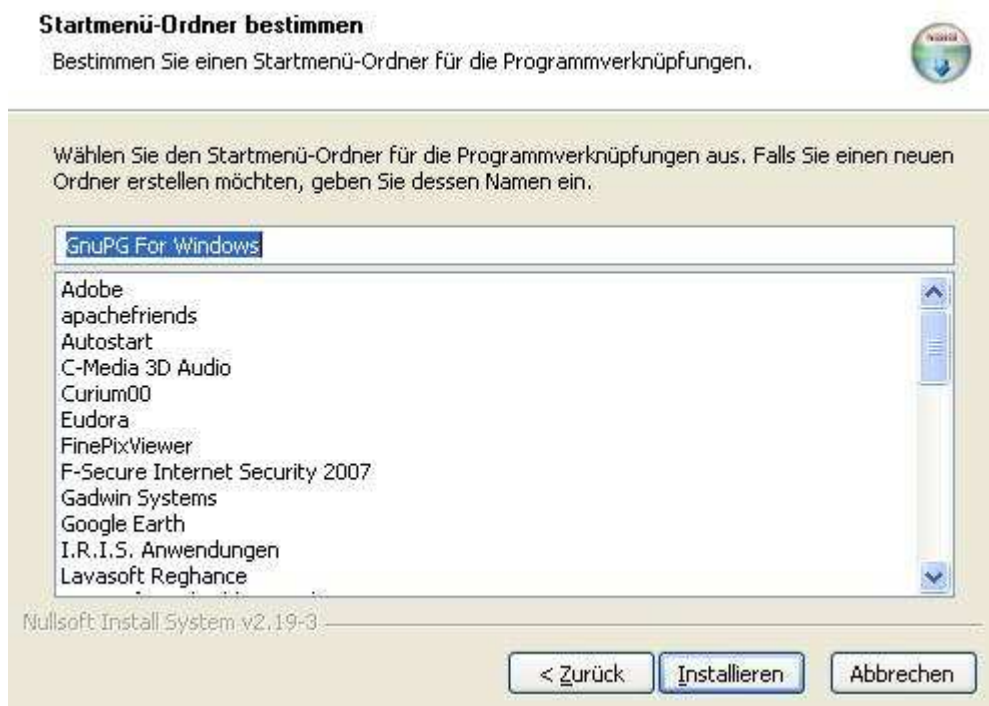 Startmenü-Ordner bestimmen
Bestimmen Sie einen Startmenü-Ordner für die Programmverknüpfungen.
Wählen Sie den Startmenü-Ordner für die Programmverknüpfungen aus. Falls Sie einen neuen
Ordner erstellen möchten, geben Sie dessen Namen ein.
GnuPG For Windows
Adobe
apachefriends
Autostart
C-Media 3D Audio
Curium00
Eudora
FinePixViewer
F-Secure Internet Security 2007
Gadwin Systems
Google Earth
I.R.I.S. Anwendungen
Lavasoft Reghance
Nullsoft Install System v2.19-3
< Zurück
Installieren
Abbrechen